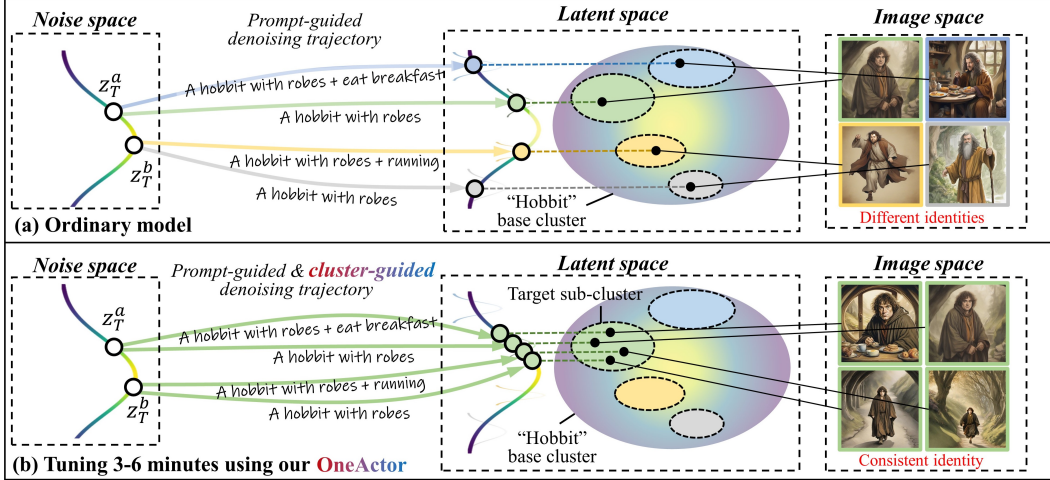 Noise space
Prompt-guided
denoising trajectory
Latent space
Image space
z_T^a
A hobbit with robes + eat breakfast
A hobbit with robes
z_T^b
A hobbit with robes + running
A hobbit with robes
"Hobbit"
base cluster
Different identities
(a) Ordinary model
Noise space
Prompt-guided & cluster-guided
denoising trajectory
Latent space
Image space
Target sub-cluster
z_T^a
A hobbit with robes + eat breakfast
A hobbit with robes
z_T^b
A hobbit with robes + running
A hobbit with robes
"Hobbit"
base cluster
Consistent identity
(b) Tuning 3-6 minutes using our OneActor